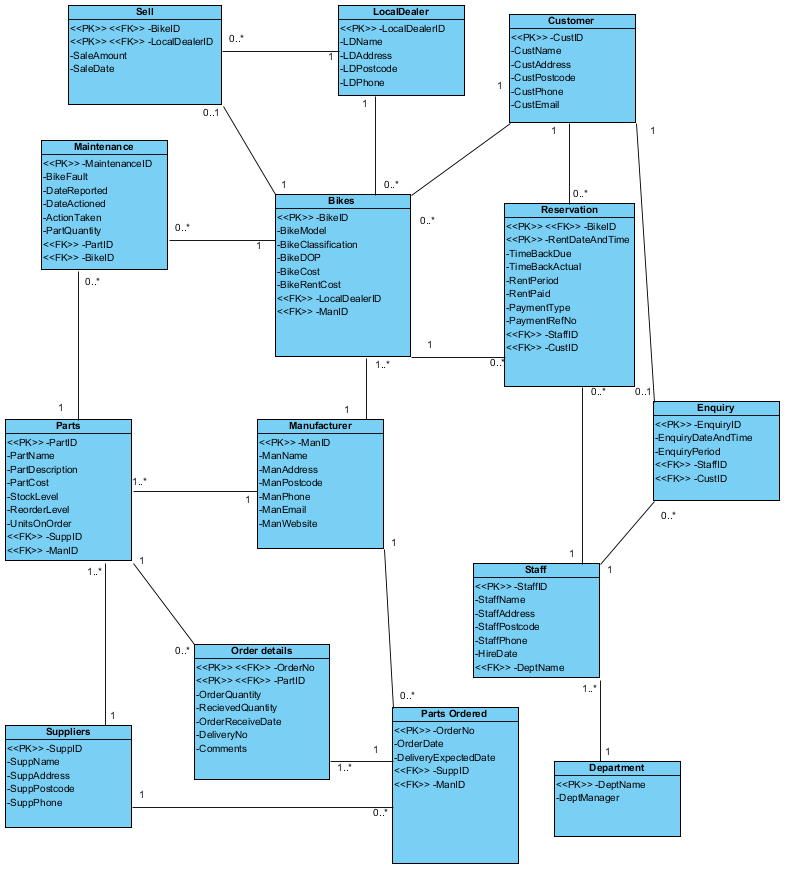 Sell
<<PK>> <<FK>> -BikeID
<<PK>> <<FK>> -LocalDealerID
-SaleAmount
-SaleDate
0..*
1
0..1
1
LocalDealer
<<PK>> -LocalDealerID
-LDName
-LDAddress
-LDPostcode
-LDPhone
1
0..*
Customer
<<PK>> -CustID
-CustName
-CustAddress
-CustPostcode
-CustPhone
-CustEmail
1
0..*
1
0..*
1
0..1
Maintenance
<<PK>> -MaintenanceID
-BikeFault
-DateReported
-DateActioned
-ActionTaken
-PartQuantity
<<FK>> -PartID
<<FK>> -BikeID
0..*
1
0..*
1
Bikes
<<PK>> -BikeID
-BikeModel
-BikeClassification
-BikeDOP
-BikeCost
-BikeRentCost
<<FK>> -LocalDealerID
<<FK>> -ManID
1
0..*
1..*
1
Reservation
<<PK>> <<FK>> -BikeID
<<PK>> -RentDateAndTime
-TimeBackDue
-TimeBackActual
-RentPeriod
-RentPaid
-PaymentType
-PaymentRefNo
<<FK>> -StaffID
<<FK>> -CustID
0..*
1
Enquiry
<<PK>> -EnquiryID
-EnquiryDateAndTime
-EnquiryPeriod
<<FK>> -StaffID
<<FK>> -CustID
0..*
1
Parts
<<PK>> -PartID
-PartName
-PartDescription
-PartCost
-StockLevel
-ReorderLevel
-UnitsOnOrder
<<FK>> -SuppID
<<FK>> -ManID
1..*
1
1..*
1
1
0..*
Manufacturer
<<PK>> -ManID
-ManName
-ManAddress
-ManPostcode
-ManPhone
-ManEmail
-ManWebsite
1
0..*
Staff
<<PK>> -StaffID
-StaffName
-StaffAddress
-StaffPostcode
-StaffPhone
-HireDate
<<FK>> -DeptName
1..*
1
Order details
<<PK>> <<FK>> -OrderNo
<<PK>> <<FK>> -PartID
-OrderQuantity
-RecievedQuantity
-OrderReceiveDate
-DeliveryNo
-Comments
1..*
1
Parts Ordered
<<PK>> -OrderNo
-OrderDate
-DeliveryExpectedDate
<<FK>> -SuppID
<<FK>> -ManID
Suppliers
<<PK>> -SuppID
-SuppName
-SuppAddress
-SuppPostcode
-SuppPhone
1
0..*
Department
<<PK>> -DeptName
-DeptManager